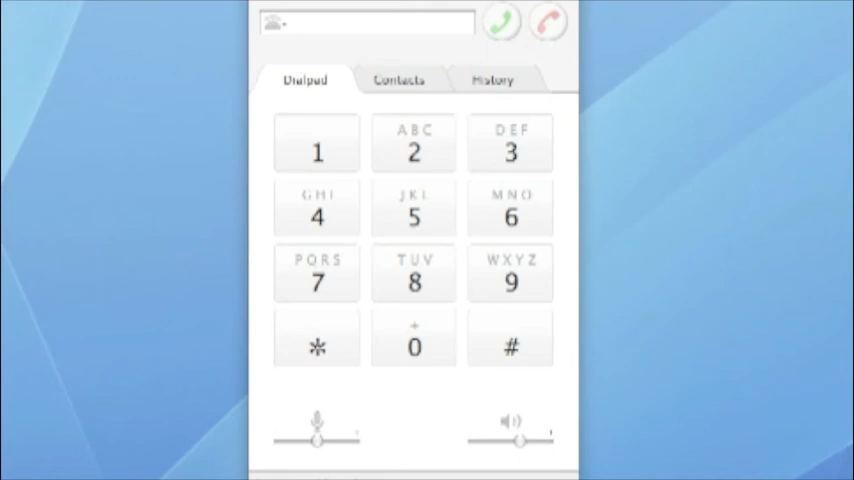 Dialpad Contacts History
1 ABC 2 DEF 3
GHI 4 JKL 5 MNO 6
PQRS 7 TUV 8 WXYZ 9
* + 0 #